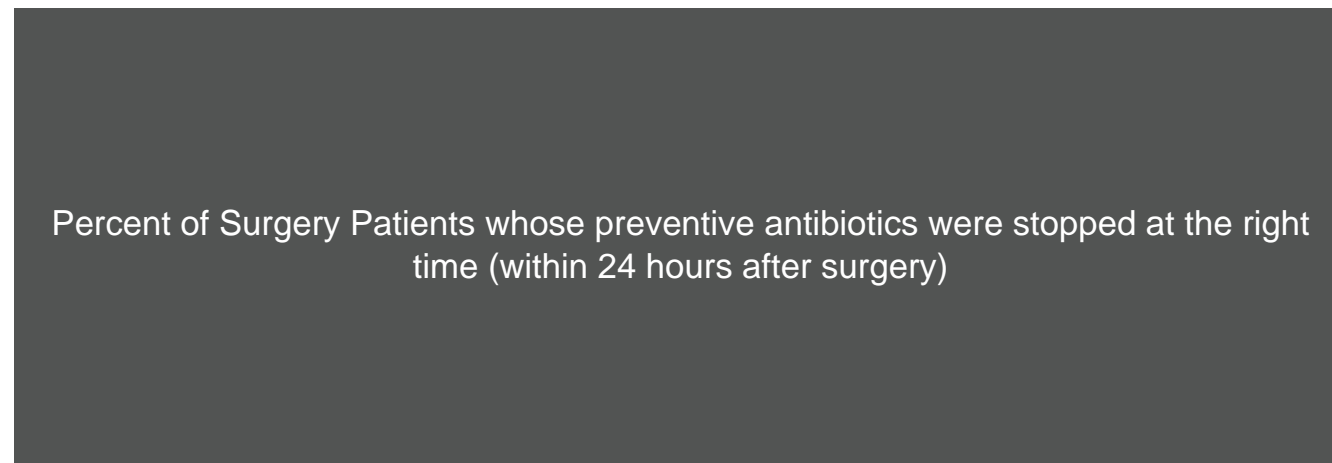 Percent of Surgery Patients whose preventive antibiotics were stopped at the right
time (within 24 hours after surgery)